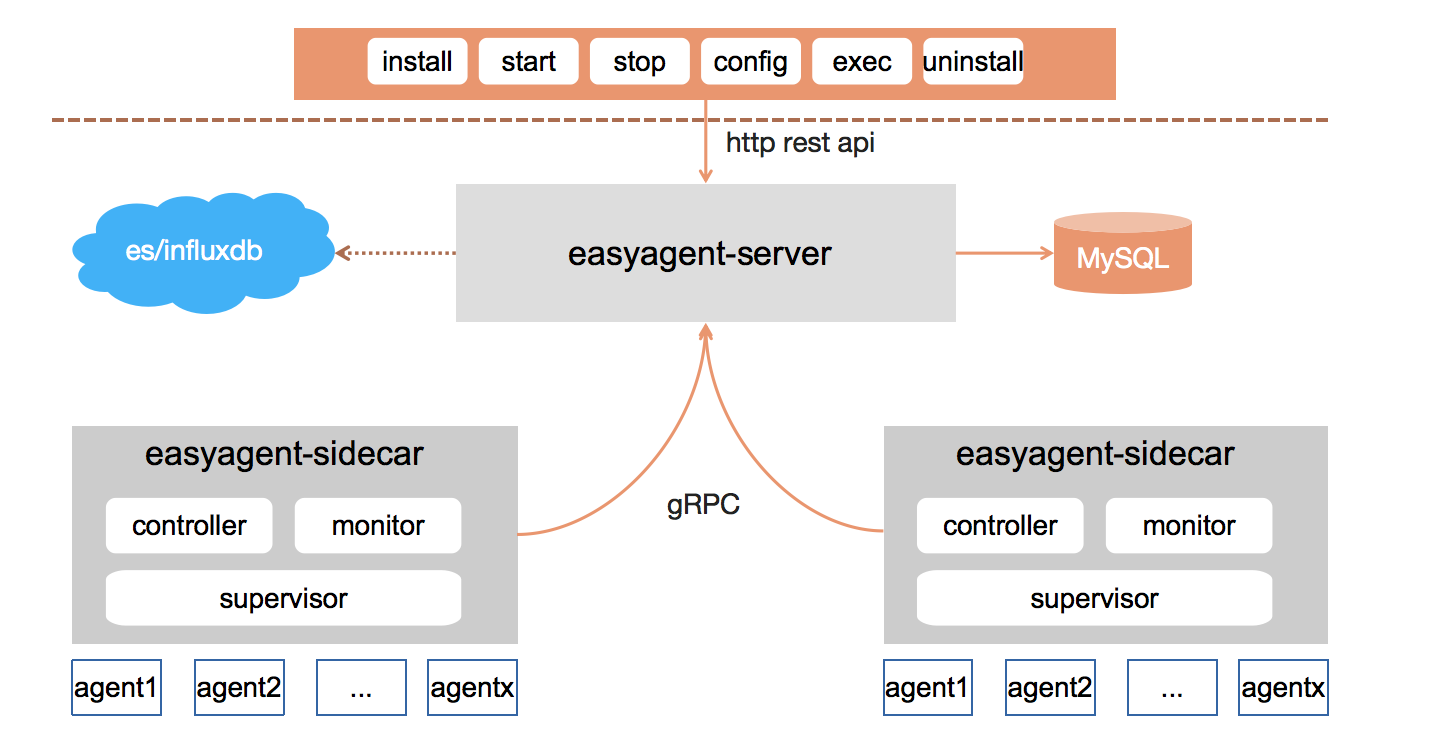 install start stop config exec uninstall
http rest api
es/influxdb
easyagent-server
MySQL
gRPC
easyagent-sidecar
controller monitor
supervisor
agent1 agent2 ... agentx
easyagent-sidecar
controller monitor
supervisor
agent1 agent2 ... agentx